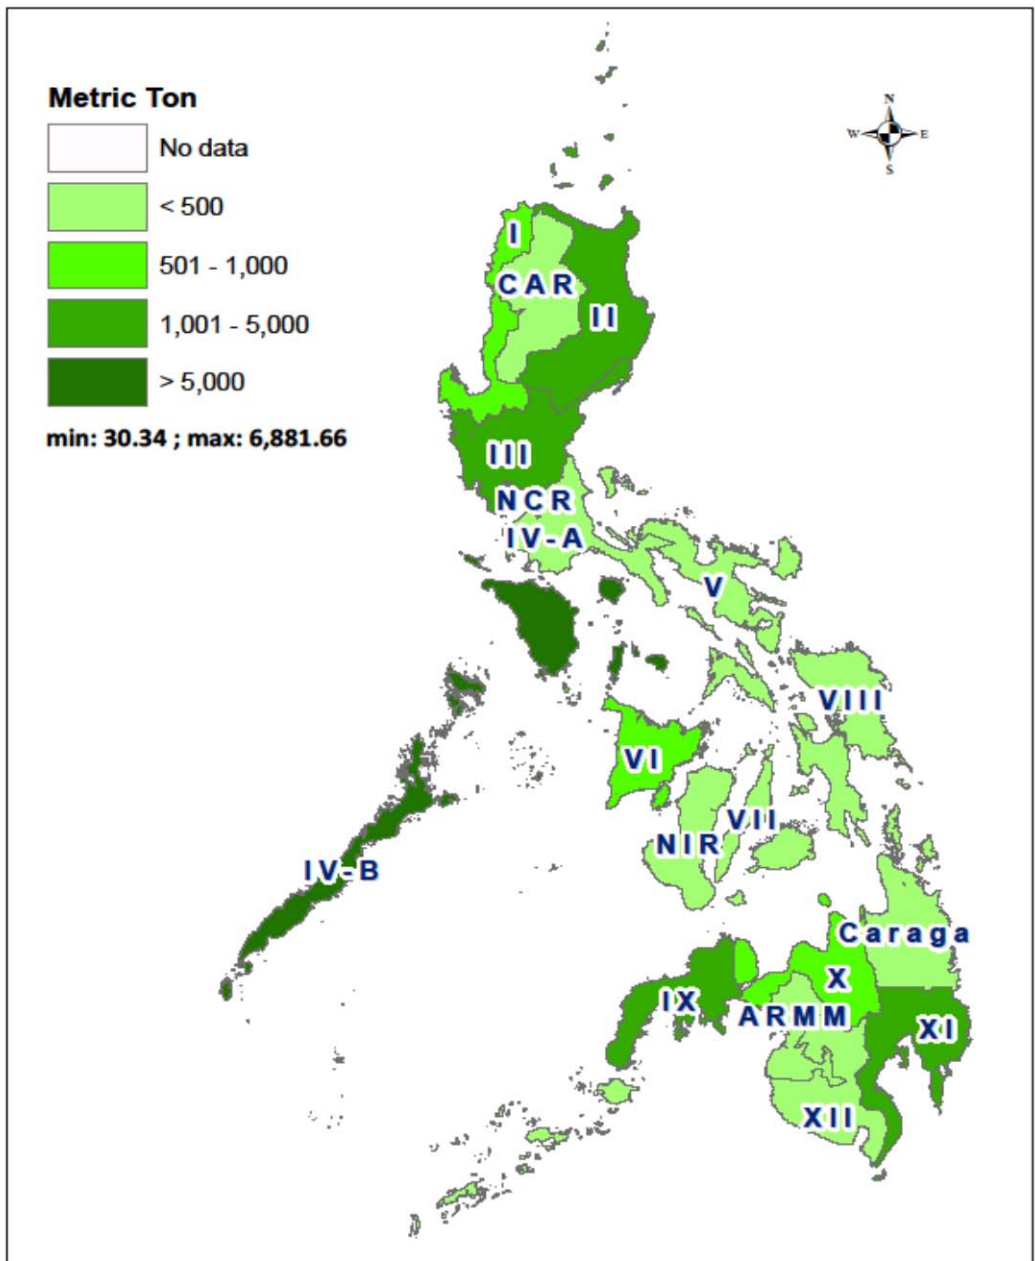 Metric Ton
No data
< 500
501 - 1,000
1,001 - 5,000
> 5,000
min: 30.34 ; max: 6,881.66
N
W E
S
I
CAR
II
III
NCR
IV-A
V
VIII
VI
VII
NIR
IV-B
Caraga
X
IX
ARMM
XI
XII